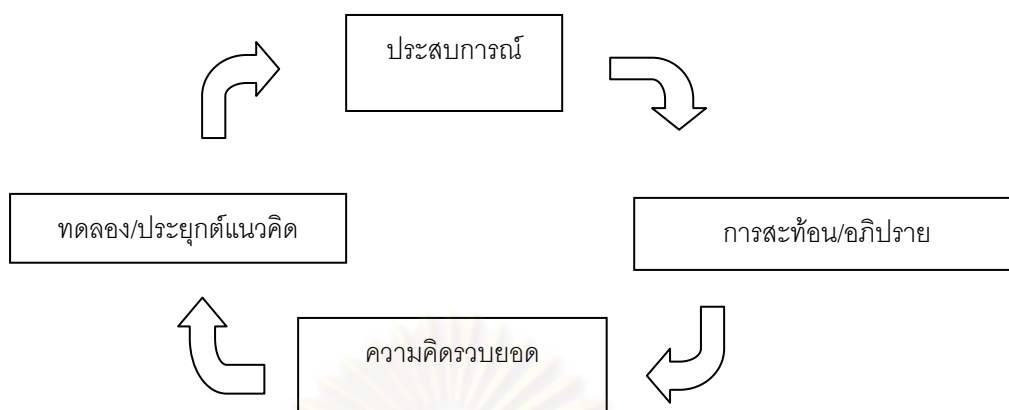 ประสบการณ์
ทดลอง/ประยุกต์แนวคิด
การสะท้อน/อภิปราย
ความคิดรวบยอด